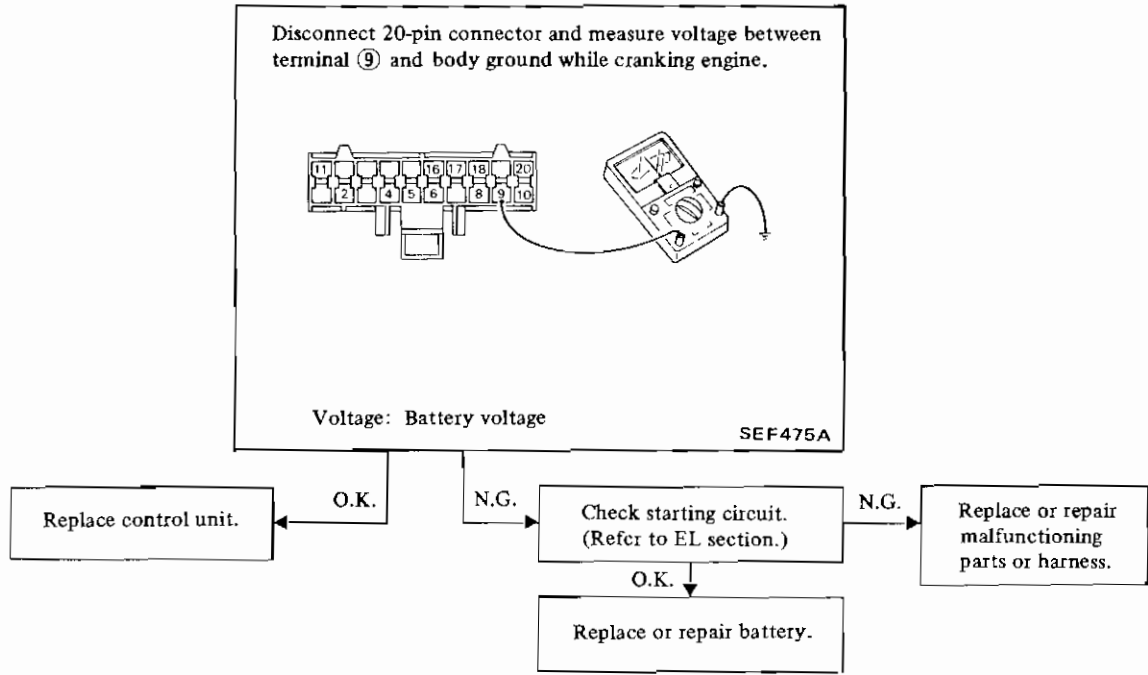 Disconnect 20-pin connector and measure voltage between
terminal ⑨ and body ground while cranking engine.
11 16 17 18 20
2 4 5 6 8 9 10
Voltage: Battery voltage
SEF475A
O.K.
N.G.
N.G.
Replace control unit.
Check starting circuit.
(Refer to EL section.)
Replace or repair
malfunctioning
parts or harness.
O.K.
Replace or repair battery.